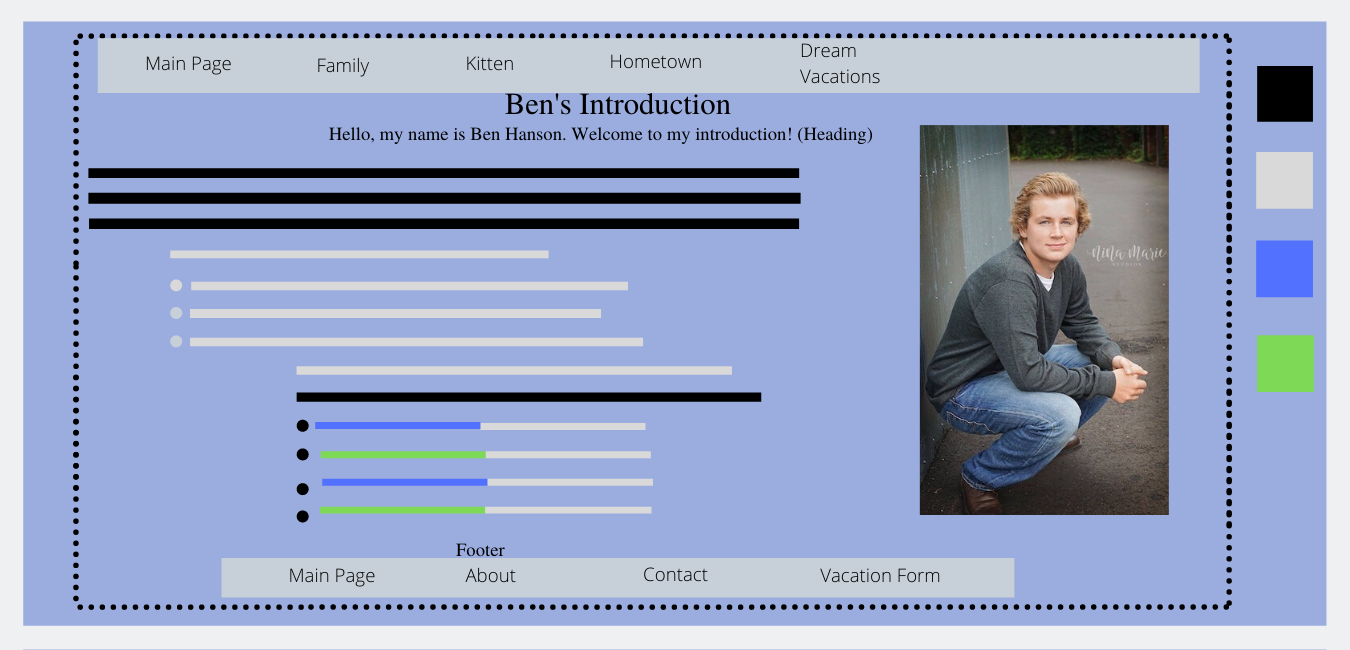 Main Page
Family
Kitten
Hometown
Dream
Vacations
Ben's Introduction
Hello, my name is Ben Hanson. Welcome to my introduction! (Heading)
nina Marie
Footer
Main Page
About
Contact
Vacation Form